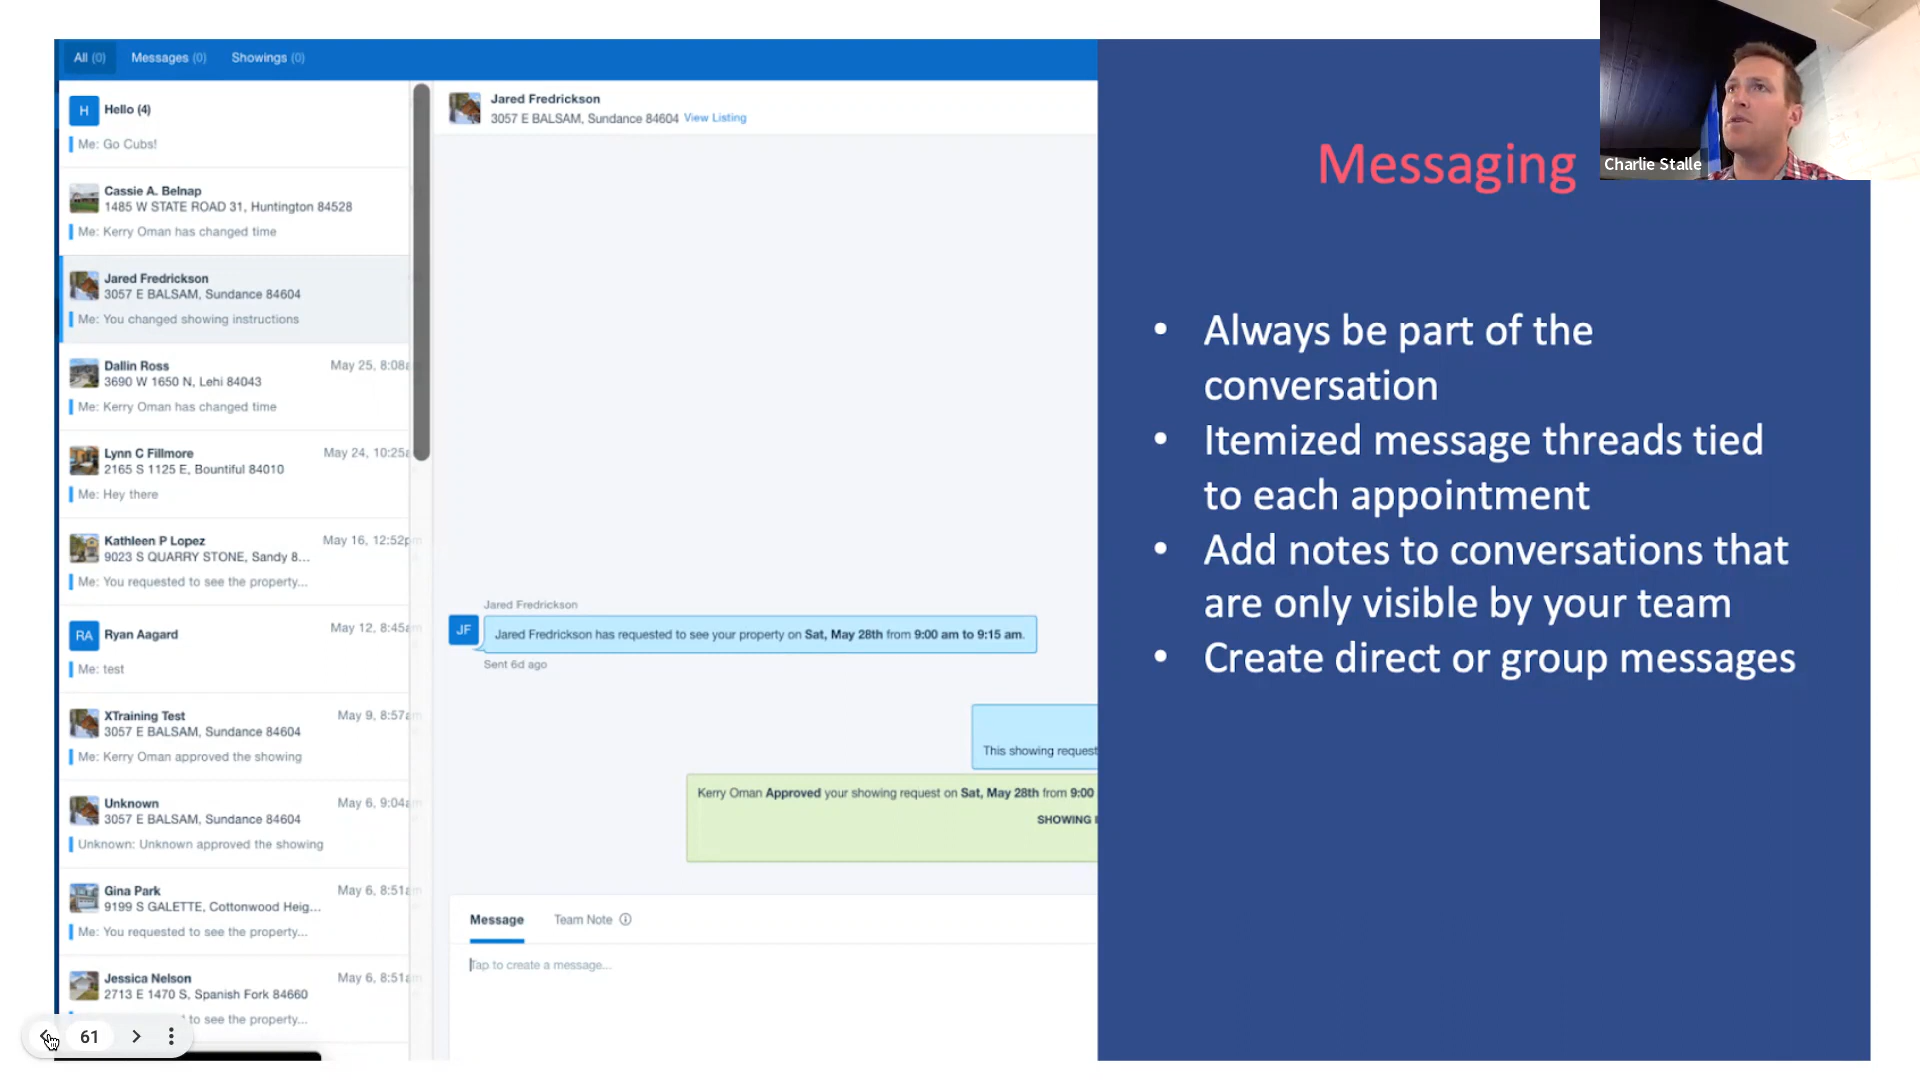 All (0) Messages (0) Showings (0)
H Hello (4)
Me: Go Cubs!
Cassie A. Belnap
1485 W STATE ROAD 31, Huntington 84528
Me: Kerry Oman has changed time
Jared Fredrickson
3057 E BALSAM, Sundance 84604
Me: You changed showing instructions
Dallin Ross May 25, 8:08a
3690 W 1650 N, Lehi 84043
Me: Kerry Oman has changed time
Lynn C Fillmore May 24, 10:25a
2165 S 1125 E, Bountiful 84010
Me: Hey there
Kathleen P Lopez May 16, 12:52p
9023 S QUARRY STONE, Sandy 8...
Me: You requested to see the property...
RA Ryan Aagard May 12, 8:45a
Me: test
XTraining Test May 9, 8:57a
3057 E BALSAM, Sundance 84604
Me: Kerry Oman approved the showing
Unknown May 6, 9:04a
3057 E BALSAM, Sundance 84604
Unknown: Unknown approved the showing
Gina Park May 6, 8:51a
9199 S GALETTE, Cottonwood Heig...
Me: You requested to see the property...
Jessica Nelson May 6, 8:51a
2713 E 1470 S, Spanish Fork 84660
to see the property...
61
Jared Fredrickson
3057 E BALSAM, Sundance 84604 View Listing
Jared Fredrickson
JF Jared Fredrickson has requested to see your property on Sat, May 28th from 9:00 am to 9:15 am.
Sent 6d ago
This showing request
Kerry Oman Approved your showing request on Sat, May 28th from 9:00
SHOWING
Message Team Note
Tap to create a message...
Messaging
• Always be part of the
conversation
• Itemized message threads tied
to each appointment
• Add notes to conversations that
are only visible by your team
• Create direct or group messages
Charlie Stalle